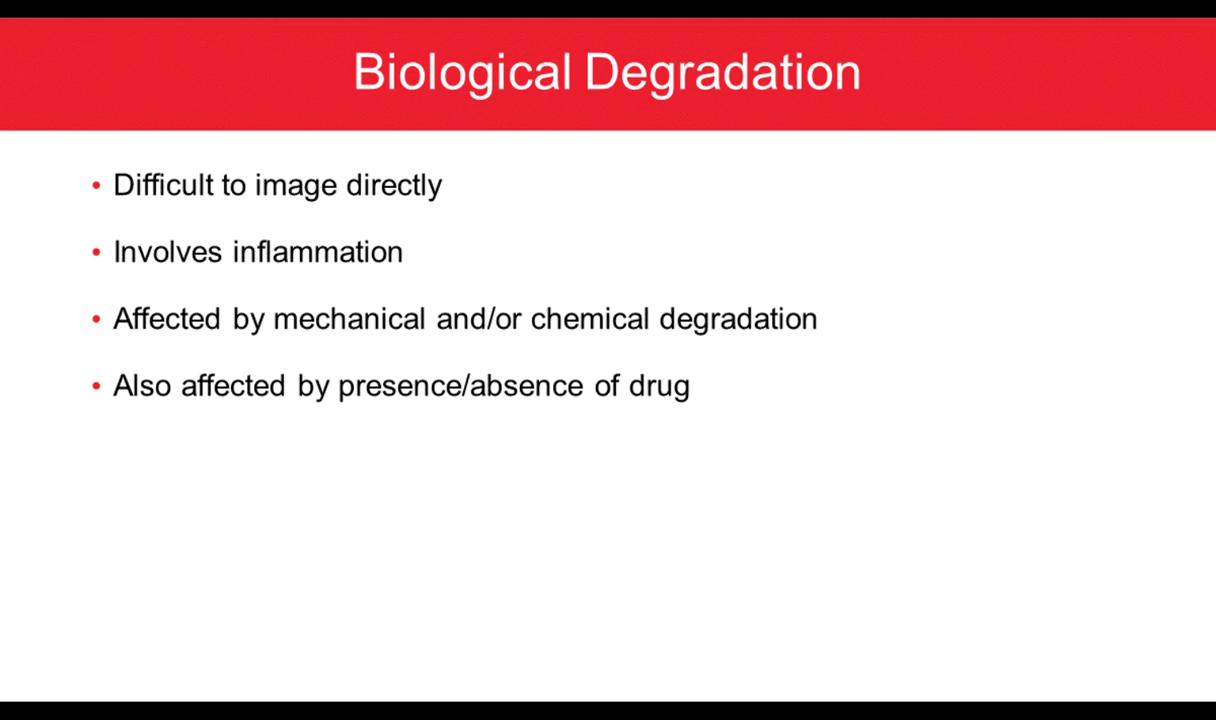 Biological Degradation
• Difficult to image directly
• Involves inflammation
• Affected by mechanical and/or chemical degradation
• Also affected by presence/absence of drug